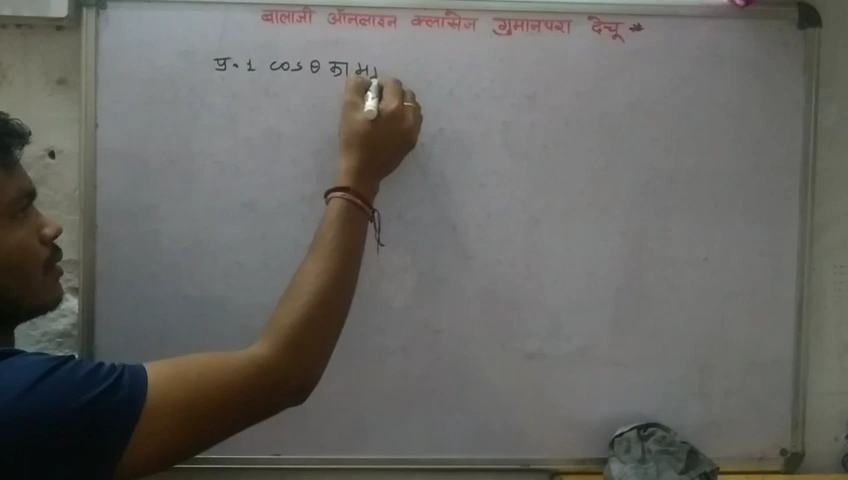 बालाजी ऑनलाइन क्लासेज गुमानपरा देचू *
प्र. 1 cos θ का मा